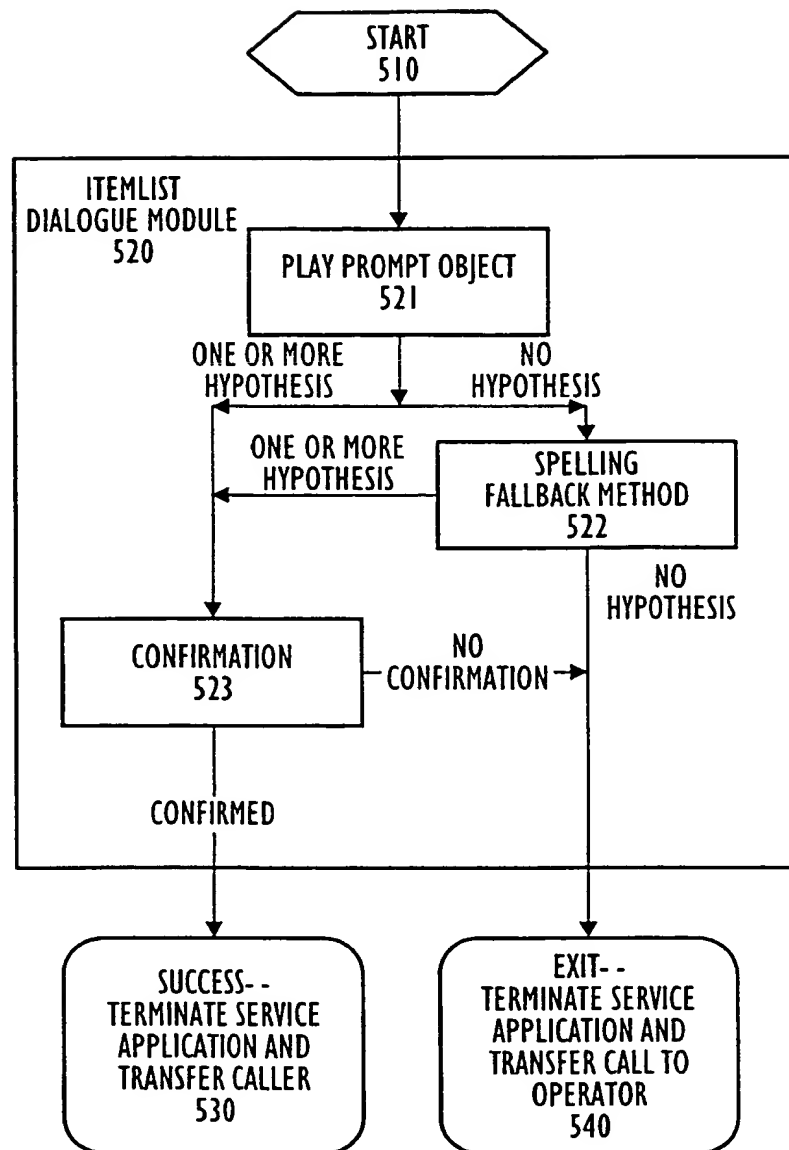 START
510
ITEMLIST
DIALOGUE MODULE
520
PLAY PROMPT OBJECT
521
ONE OR MORE
HYPOTHESIS
NO
HYPOTHESIS
ONE OR MORE
HYPOTHESIS
SPELLING
FALLBACK METHOD
522
NO
HYPOTHESIS
CONFIRMATION
523
NO
CONFIRMATION
CONFIRMED
SUCCESS--
TERMINATE SERVICE
APPLICATION AND
TRANSFER CALLER
530
EXIT--
TERMINATE SERVICE
APPLICATION AND
TRANSFER CALL TO
OPERATOR
540